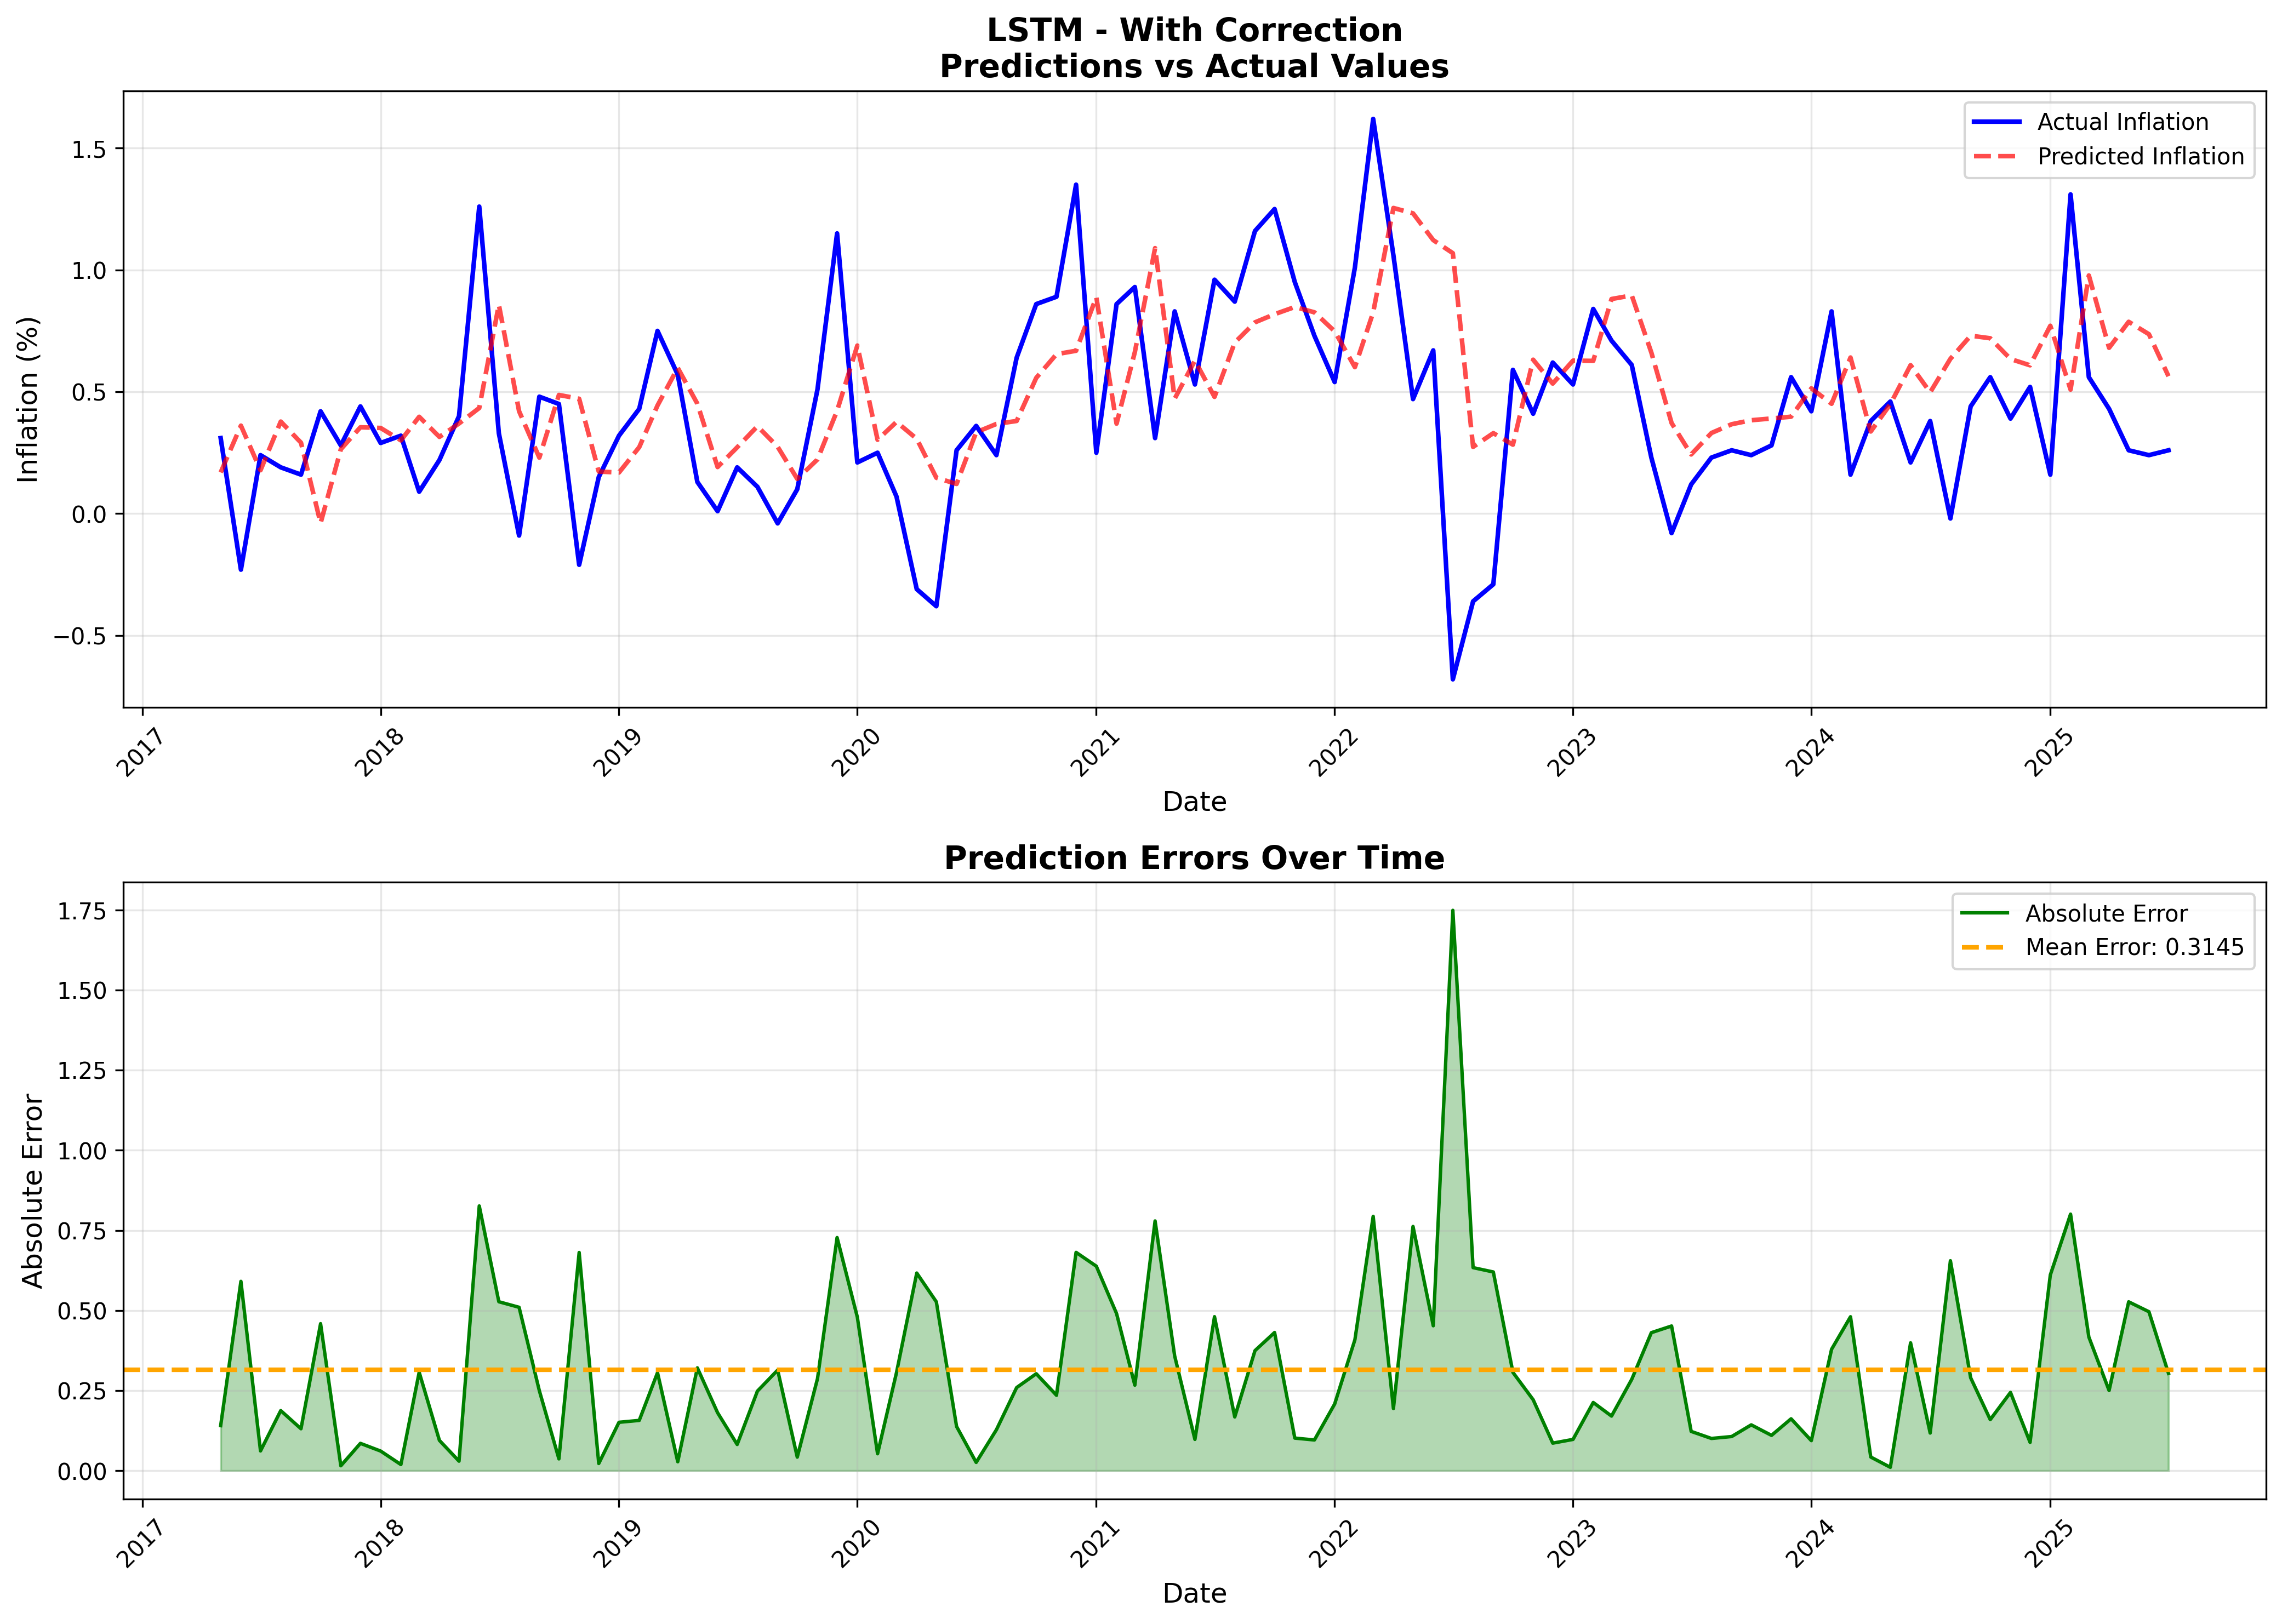 LSTM - With Correction
Predictions vs Actual Values
Actual Inflation
Predicted Inflation
Inflation (%)
1.5
1.0
0.5
0.0
−0.5
2017
2018
2019
2020
2021
2022
2023
2024
2025
Date
Prediction Errors Over Time
Absolute Error
Mean Error: 0.3145
Absolute Error
1.75
1.50
1.25
1.00
0.75
0.50
0.25
0.00
2017
2018
2019
2020
2021
2022
2023
2024
2025
Date